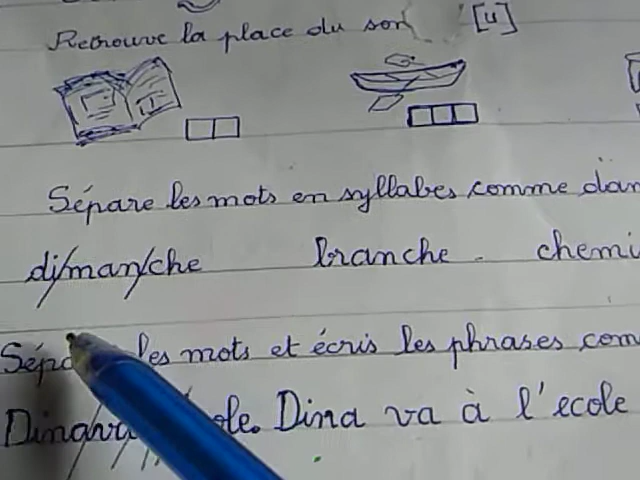 Retrouve la place du son [u]
Sépare les mots en syllabes comme dan
di/man/che branche. chemi
les mots et écris les phrases com
Dina va à l'ecole